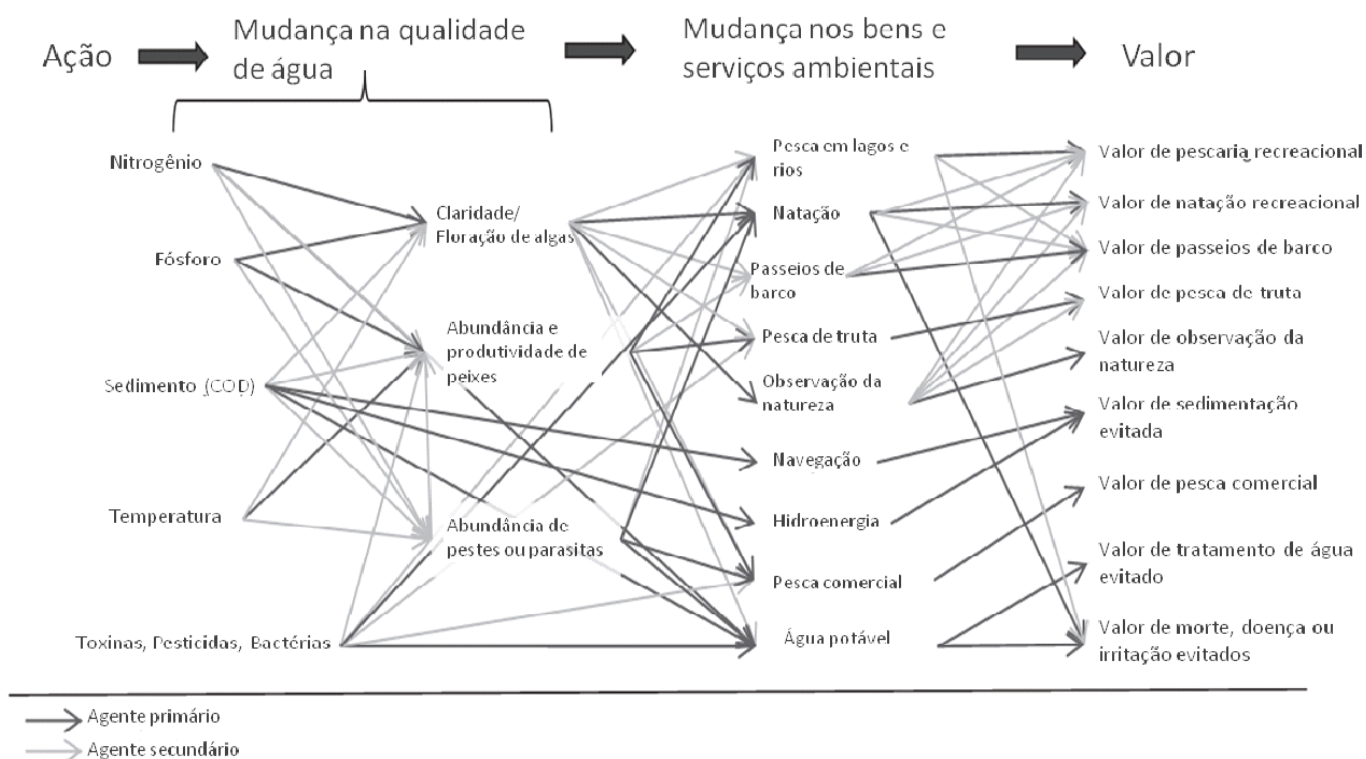 Ação
Mudança na qualidade
de água
Mudança nos bens e
serviços ambientais
Valor
Nitrogênio
Fósforo
Sedimento (COD)
Temperatura
Toxinas, Pesticidas, Bactérias
Claridade/
Floração de algas
Abundância e
produtividade de
peixes
Abundância de
pestes ou parasitas
Pesca em lagos e
rios
Natação
Passeios de
barco
Pesca de truta
Observação da
natureza
Navegação
Hidroenergia
Pesca comercial
Água potável
Valor de pescaria recreacional
Valor de natação recreacional
Valor de passeios de barco
Valor de pesca de truta
Valor de observação da
natureza
Valor de sedimentação
evitada
Valor de pesca comercial
Valor de tratamento de água
evitado
Valor de morte, doença ou
irritação evitados
Agente primário
Agente secundário